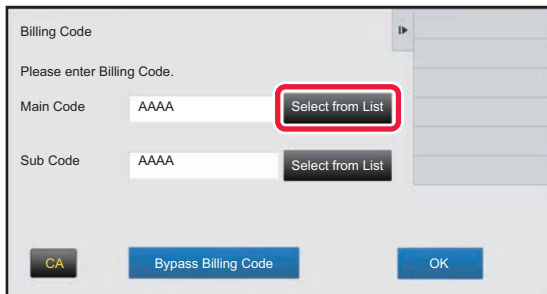 Billing Code
Please enter Billing Code.
Main Code AAAA Select from List
Sub Code AAAA Select from List
CA Bypass Billing Code OK